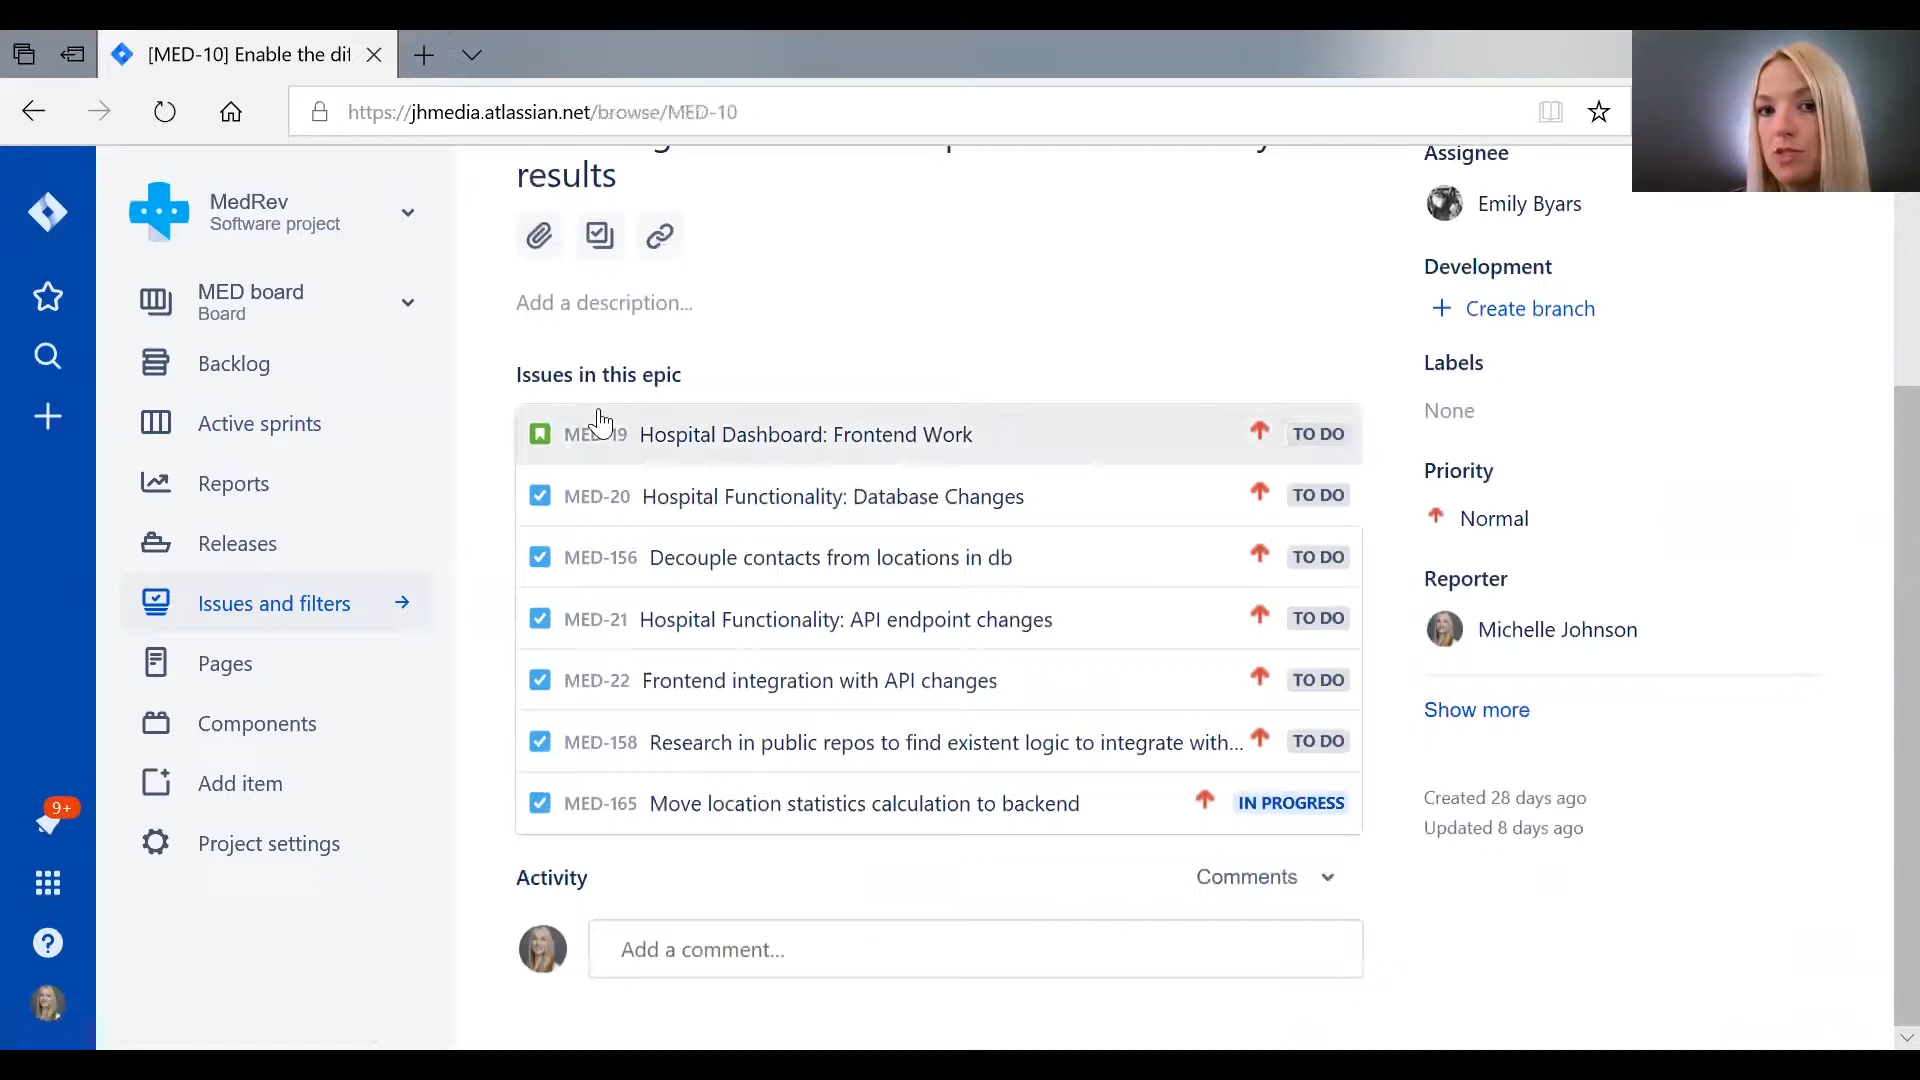 [MED-10] Enable the dif
https://jhmedia.atlassian.net/browse/MED-10
results
MedRev
Software project
MED board
Board
Backlog
Active sprints
Reports
Releases
Issues and filters
Pages
Components
Add item
Project settings
9+
Add a description...
Issues in this epic
Hospital Dashboard: Frontend Work TO DO
MED-20 Hospital Functionality: Database Changes TO DO
MED-156 Decouple contacts from locations in db TO DO
MED-21 Hospital Functionality: API endpoint changes TO DO
MED-22 Frontend integration with API changes TO DO
MED-158 Research in public repos to find existent logic to integrate with... TO DO
MED-165 Move location statistics calculation to backend IN PROGRESS
Activity
Comments
Add a comment...
Assignee
Emily Byars
Development
Create branch
Labels
None
Priority
Normal
Reporter
Michelle Johnson
Show more
Created 28 days ago
Updated 8 days ago